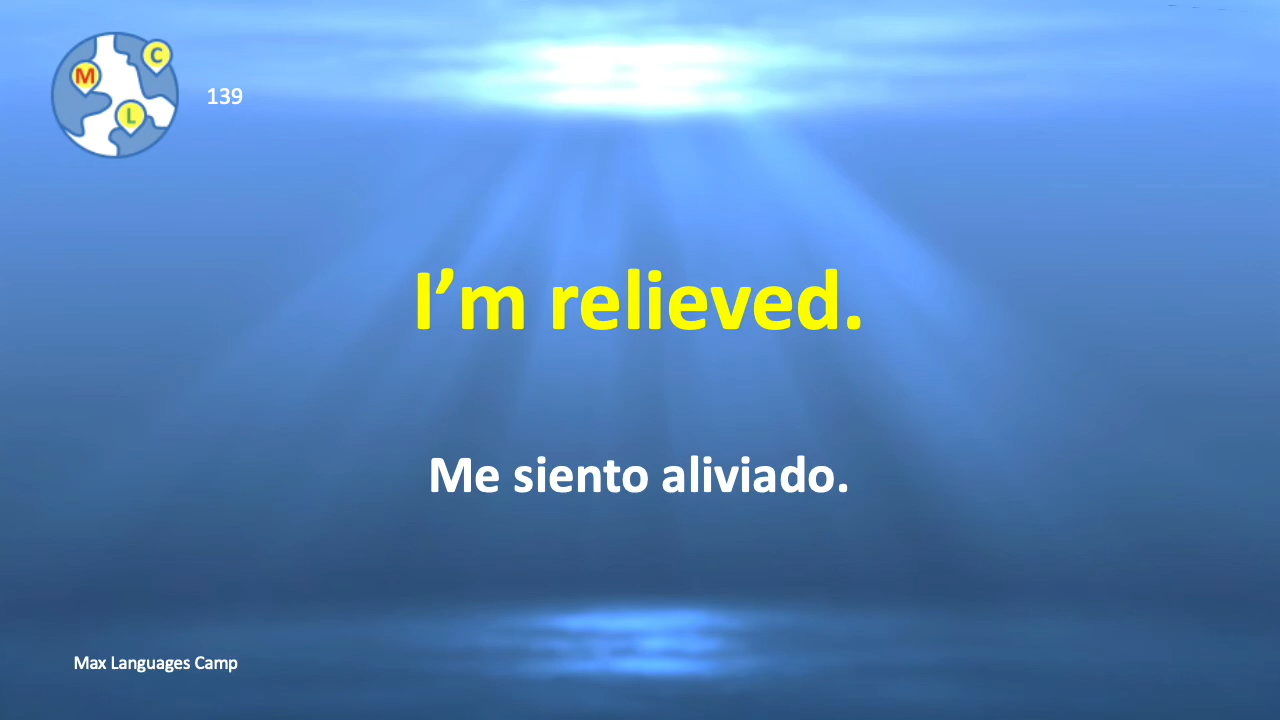 C
M
139
L
I’m relieved.
Me siento aliviado.
Max Languages Camp